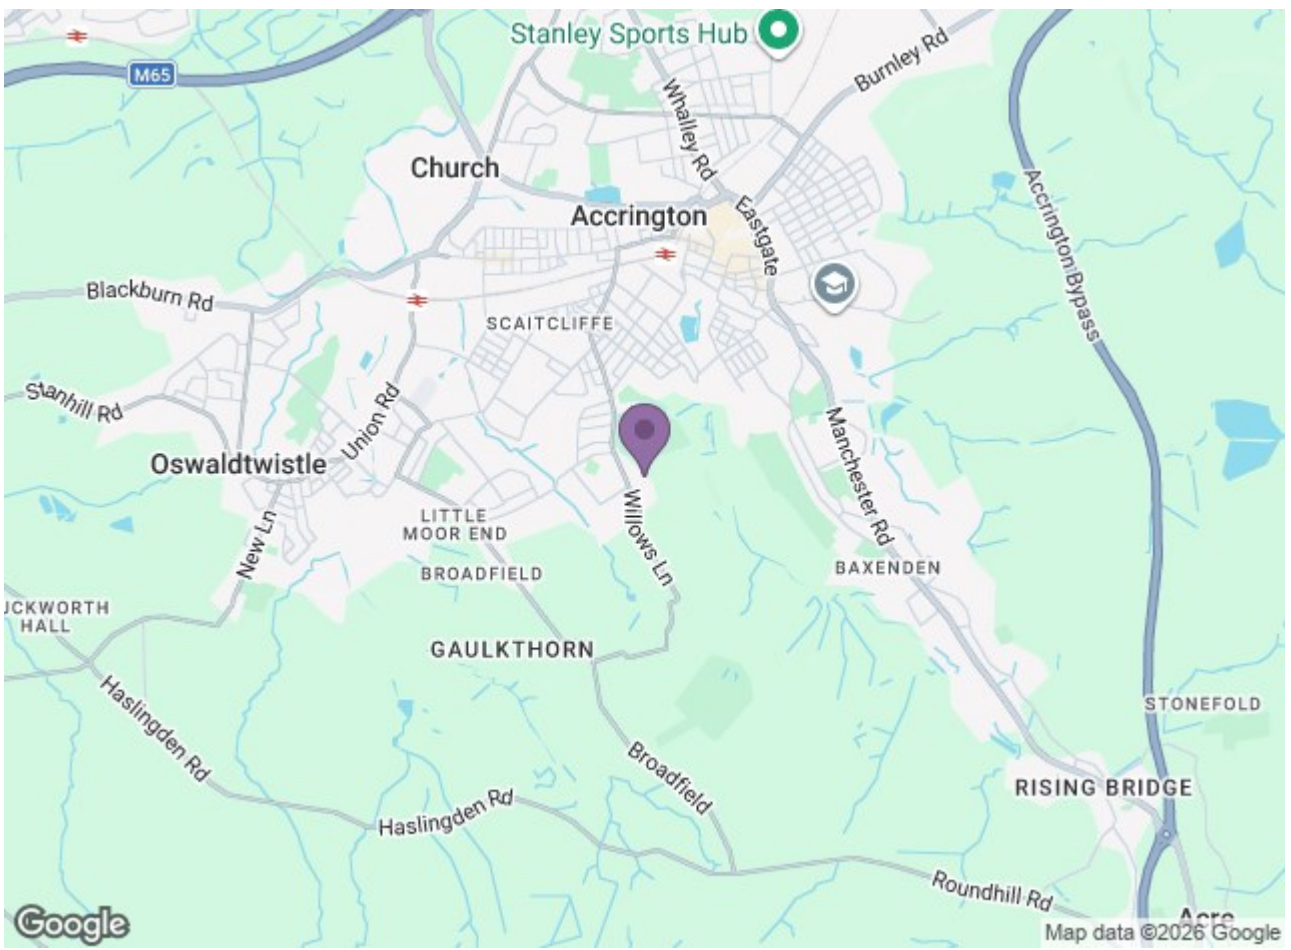 Stanley Sports Hub
M65
Burnley Rd
Whalley Rd
Church
Accrington
Eastgate
Accrington Bypass
Blackburn Rd
SCAITCLIFFE
Stanhill Rd
Union Rd
Manchester Rd
Oswaldtwistle
Willows Ln
LITTLE
MOOR END
New Ln
BROADFIELD
BAXENDEN
UCKWORTH
HALL
GAULKTHORN
Haslingden Rd
STONEFOLD
Broadfield
RISING BRIDGE
Haslingden Rd
Roundhill Rd
Acre
Google
Map data ©2026 Google